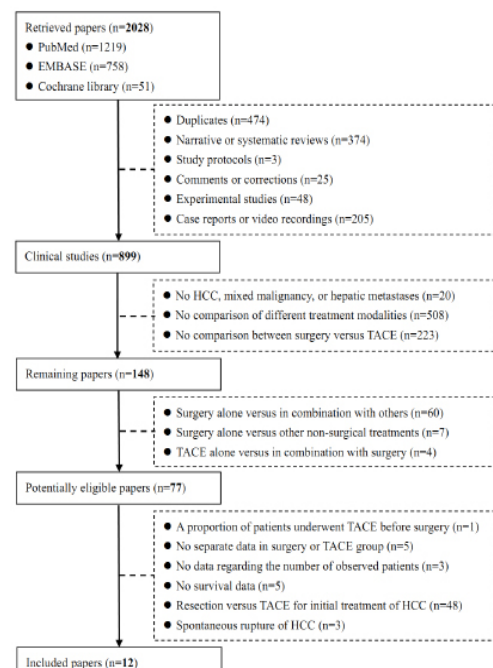 Retrieved papers (n=2028)
● PubMed (n=1219)
● EMBASE (n=758)
● Cochrane library (n=51)
● Duplicates (n=474)
● Narrative or systematic reviews (n=374)
● Study protocols (n=3)
● Comments or corrections (n=25)
● Experimental studies (n=48)
● Case reports or video recordings (n=205)
Clinical studies (n=899)
● No HCC, mixed malignancy, or hepatic metastases (n=20)
● No comparison of different treatment modalities (n=508)
● No comparison between surgery versus TACE (n=223)
Remaining papers (n=148)
● Surgery alone versus in combination with others (n=60)
● Surgery alone versus other non-surgical treatments (n=7)
● TACE alone versus in combination with surgery (n=4)
Potentially eligible papers (n=77)
● A proportion of patients underwent TACE before surgery (n=1)
● No separate data in surgery or TACE group (n=5)
● No data regarding the number of observed patients (n=3)
● No survival data (n=5)
● Resection versus TACE for initial treatment of HCC (n=48)
● Spontaneous rupture of HCC (n=3)
Included papers (n=12)